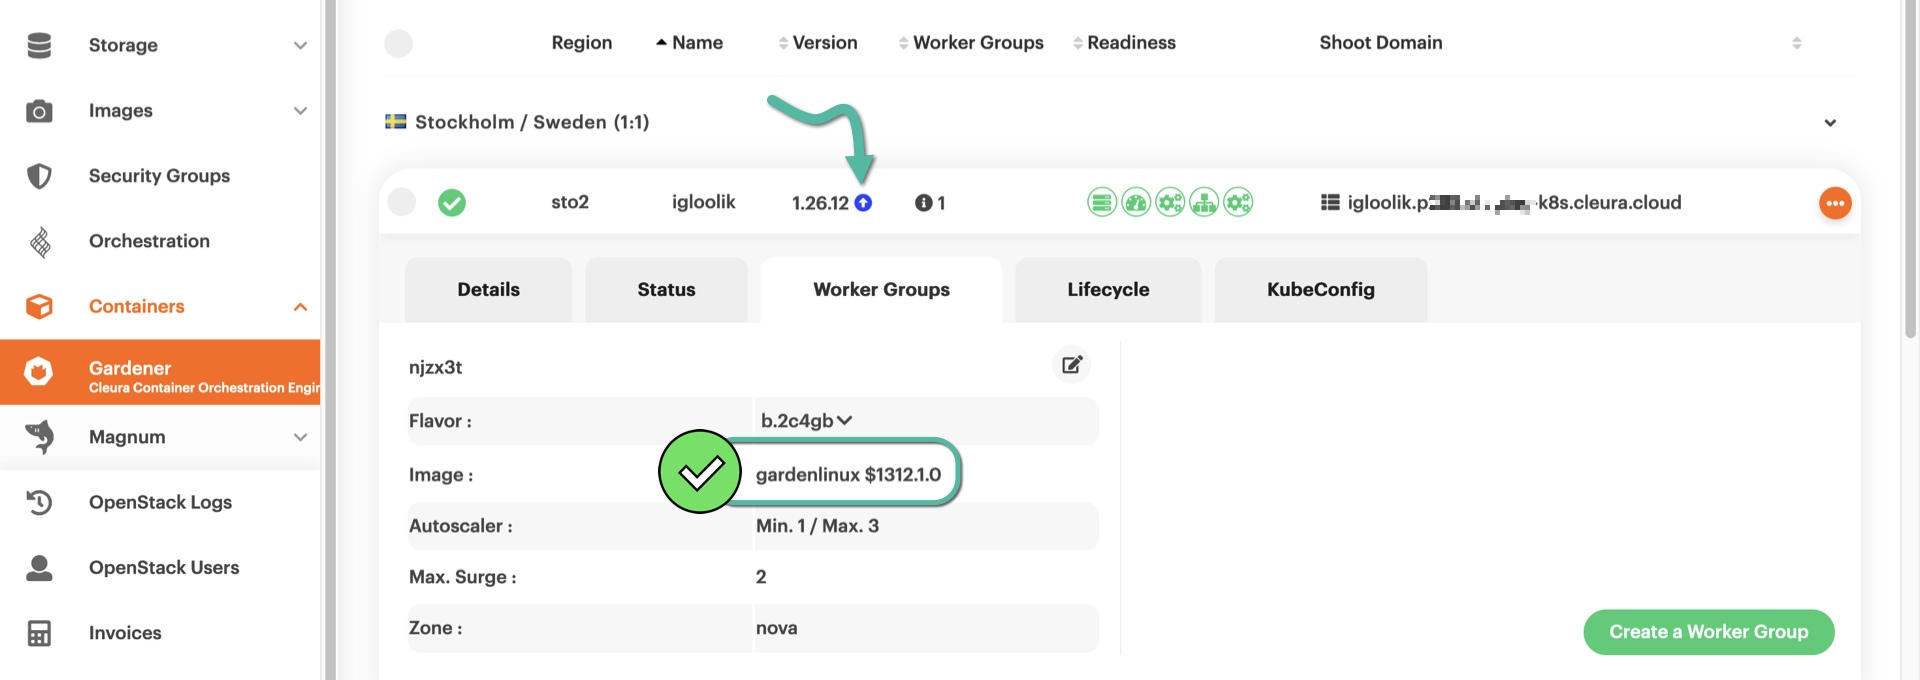 Storage
Images
Security Groups
Orchestration
Containers
Gardener
Cleura Container Orchestration Engin
Magnum
OpenStack Logs
OpenStack Users
Invoices
Region Name Version Worker Groups Readiness Shoot Domain
Stockholm / Sweden (1:1)
sto2 igloolik 1.26.12 1 igloolik.p k8s.cleura.cloud
Details Status Worker Groups Lifecycle KubeConfig
njzx3t
Flavor : b.2c4gb
Image : gardenlinux $1312.1.0
Autoscaler : Min. 1 / Max. 3
Max. Surge : 2
Zone : nova
Create a Worker Group